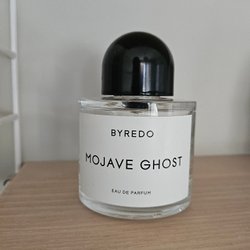 BYREDO
MOJAVE GHOST
EAU DE PARFUM